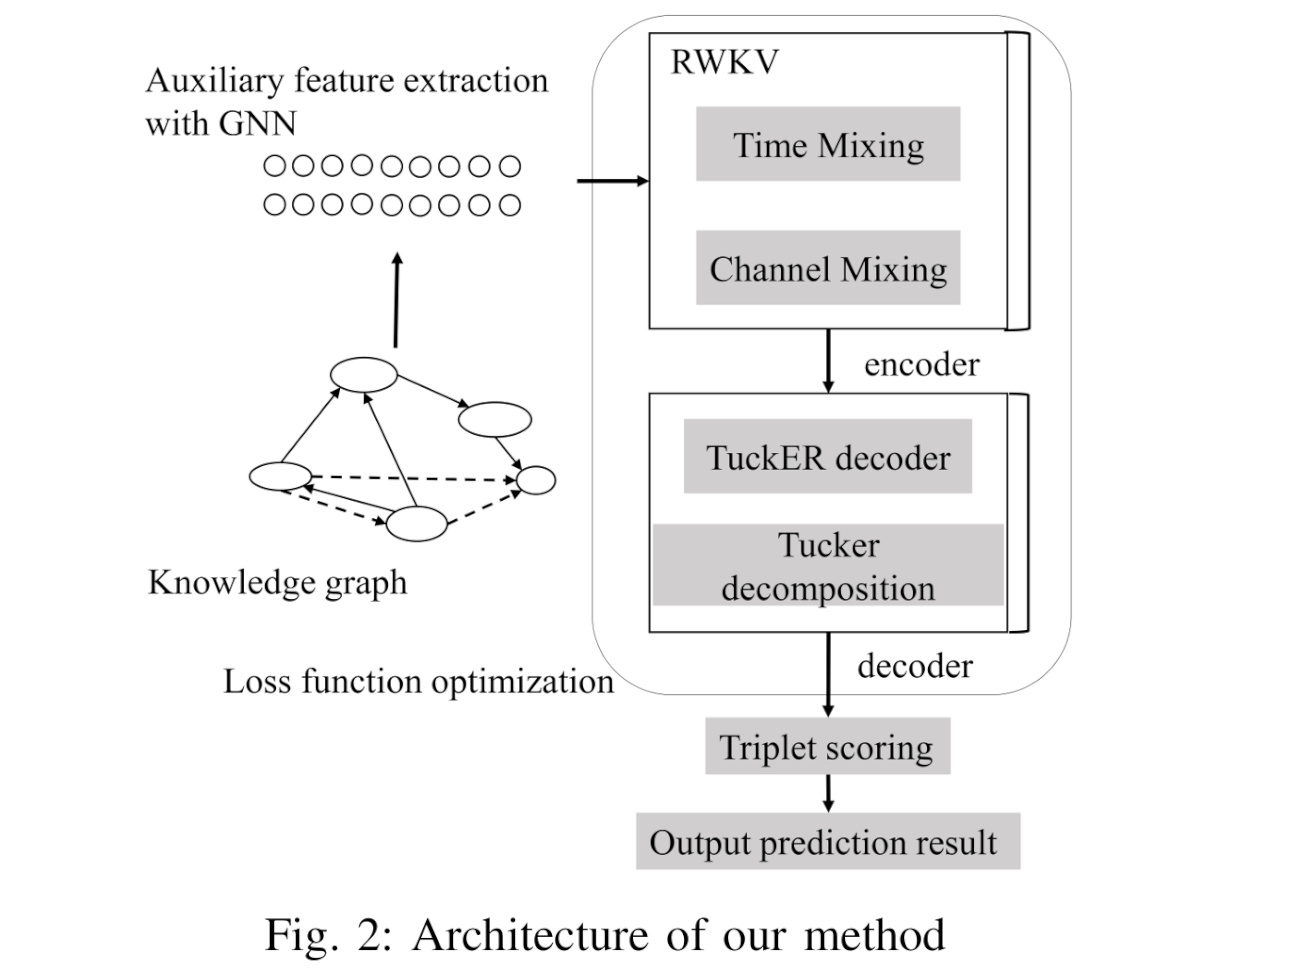 Auxiliary feature extraction
with GNN
RWKV
Time Mixing
Channel Mixing
encoder
TuckER decoder
Tucker
decomposition
Knowledge graph
Loss function optimization
decoder
Triplet scoring
Output prediction result
Fig. 2: Architecture of our method